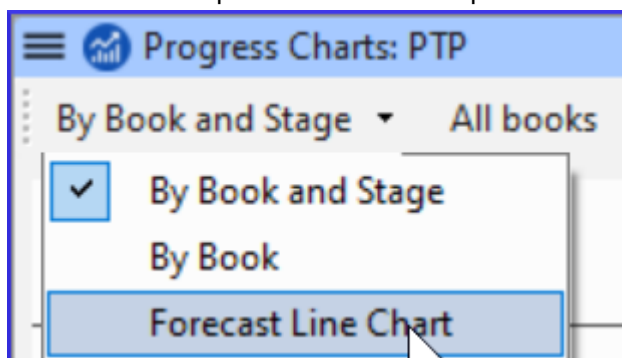 Progress Charts: PTP
By Book and Stage All books
By Book and Stage
By Book
Forecast Line Chart